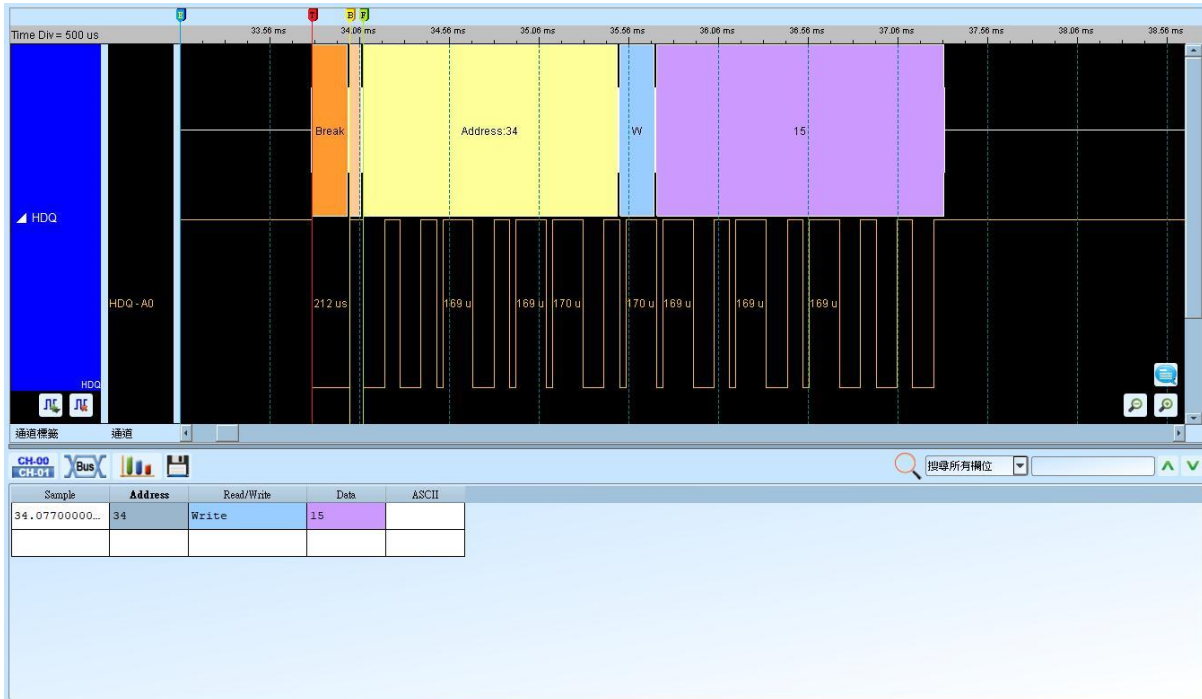 E T B F
Time Div = 500 us 33.56 ms 34.06 ms 34.56 ms 35.06 ms 35.56 ms 36.06 ms 36.56 ms 37.06 ms 37.56 ms 38.06 ms 38.56 ms
Break Address:34 W 15
HDQ
HDQ - A0 212 us 169 u 169 u 170 u 170 u 169 u 169 u 169 u
HDQ
通道標籤 通道
CH-00
CH-01 Bus 搜尋所有欄位
Sample Address Read/Write Data ASCII
34.07700000... 34 Write 15